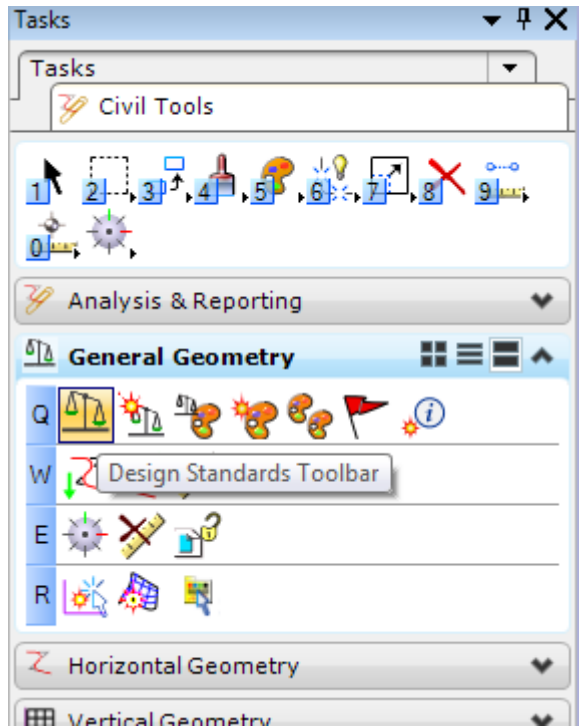 Tasks
Tasks
Civil Tools
1 2 3 4 5 6 7 8 9
0
Analysis & Reporting
General Geometry
Q
W Design Standards Toolbar
E
R
Horizontal Geometry
Vertical Geometry